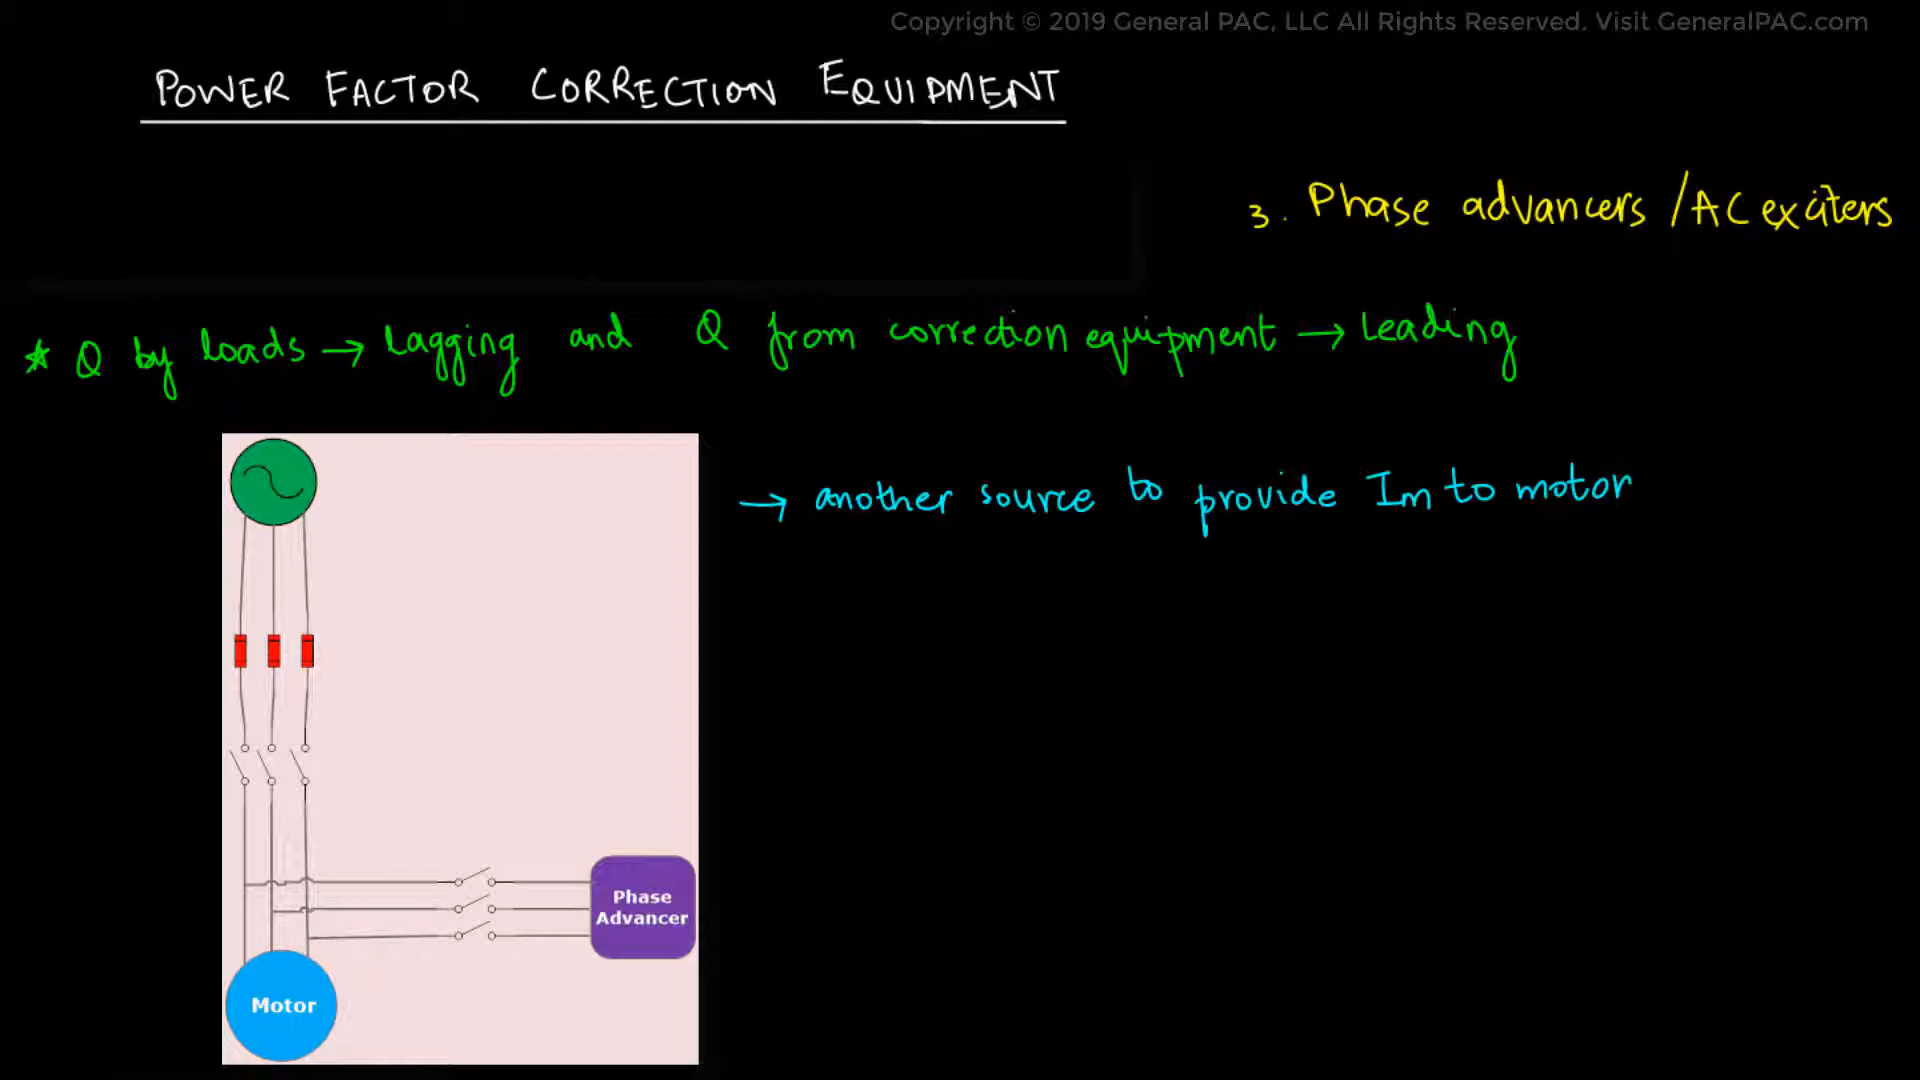 Copyright © 2019 General PAC, LLC All Rights Reserved. Visit GeneralPAC.com
POWER FACTOR CORRECTION EQUIPMENT
3. Phase advancers / AC exciters
* Q by loads → lagging and Q from correction equipment → leading
→ another source to provide Im to motor
Phase
Advancer
Motor